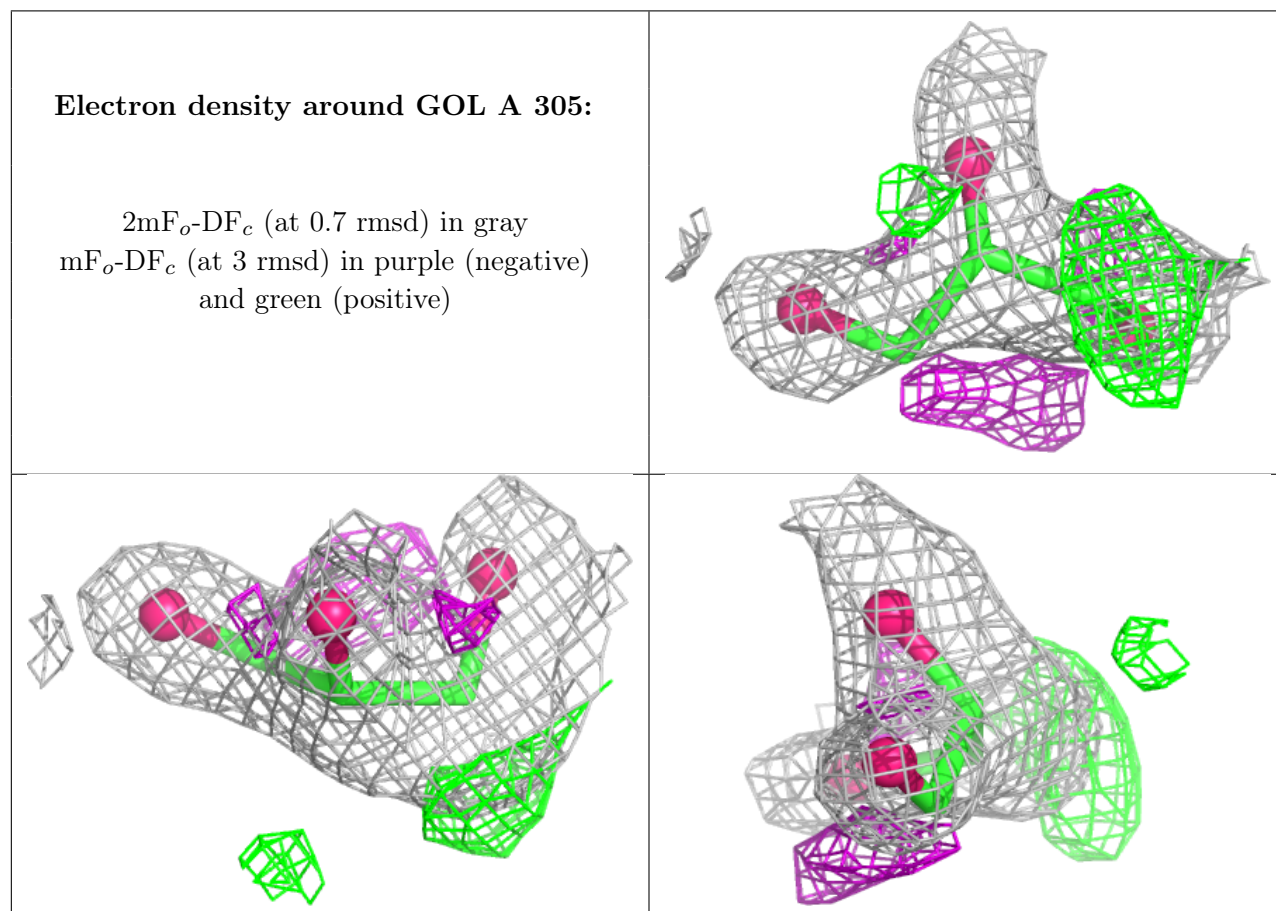 Electron density around GOL A 305:
2mFo-DFc (at 0.7 rmsd) in gray
mFo-DFc (at 3 rmsd) in purple (negative)
and green (positive)